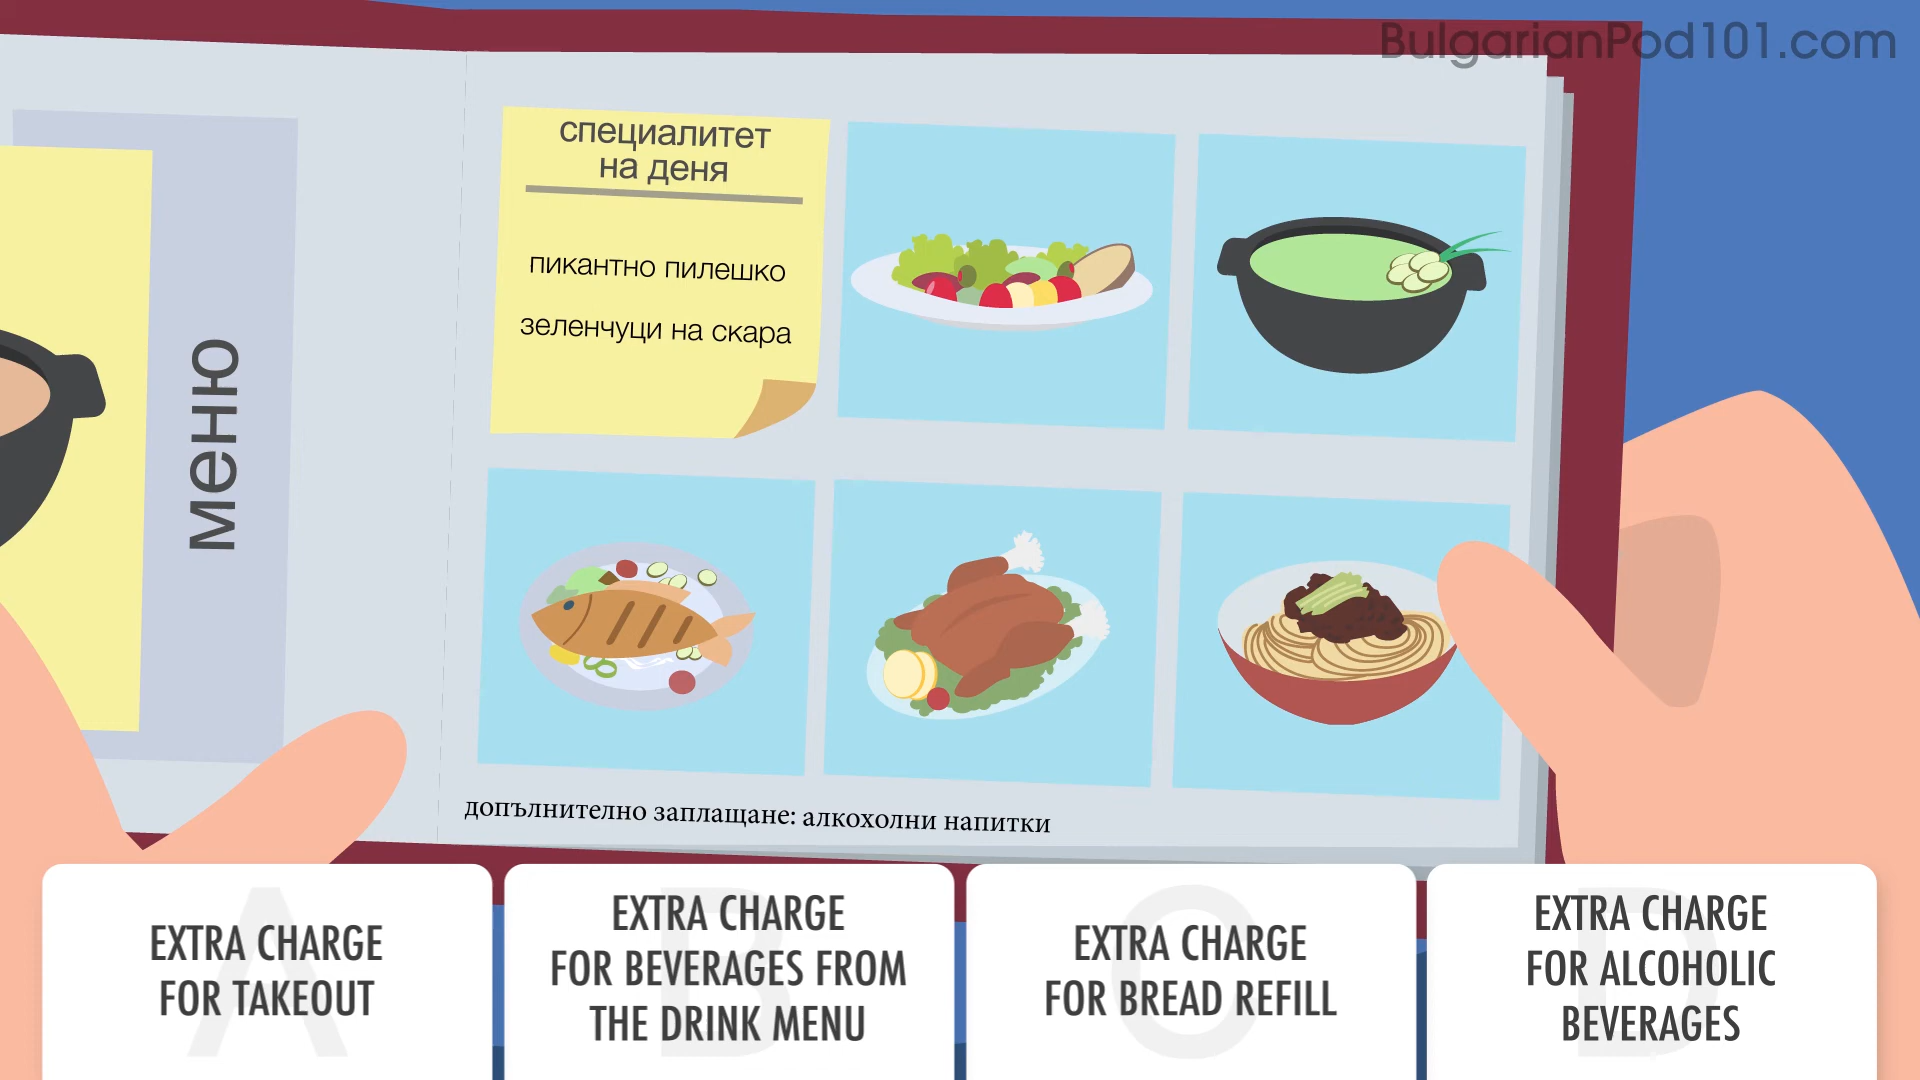 BulgarianPod101.com
специалитет
на деня
пикантно пилешко
зеленчуци на скара
меню
допълнително заплащане: алкохолни напитки
A
EXTRA CHARGE
FOR TAKEOUT
B
EXTRA CHARGE
FOR BEVERAGES FROM
THE DRINK MENU
C
EXTRA CHARGE
FOR BREAD REFILL
D
EXTRA CHARGE
FOR ALCOHOLIC
BEVERAGES